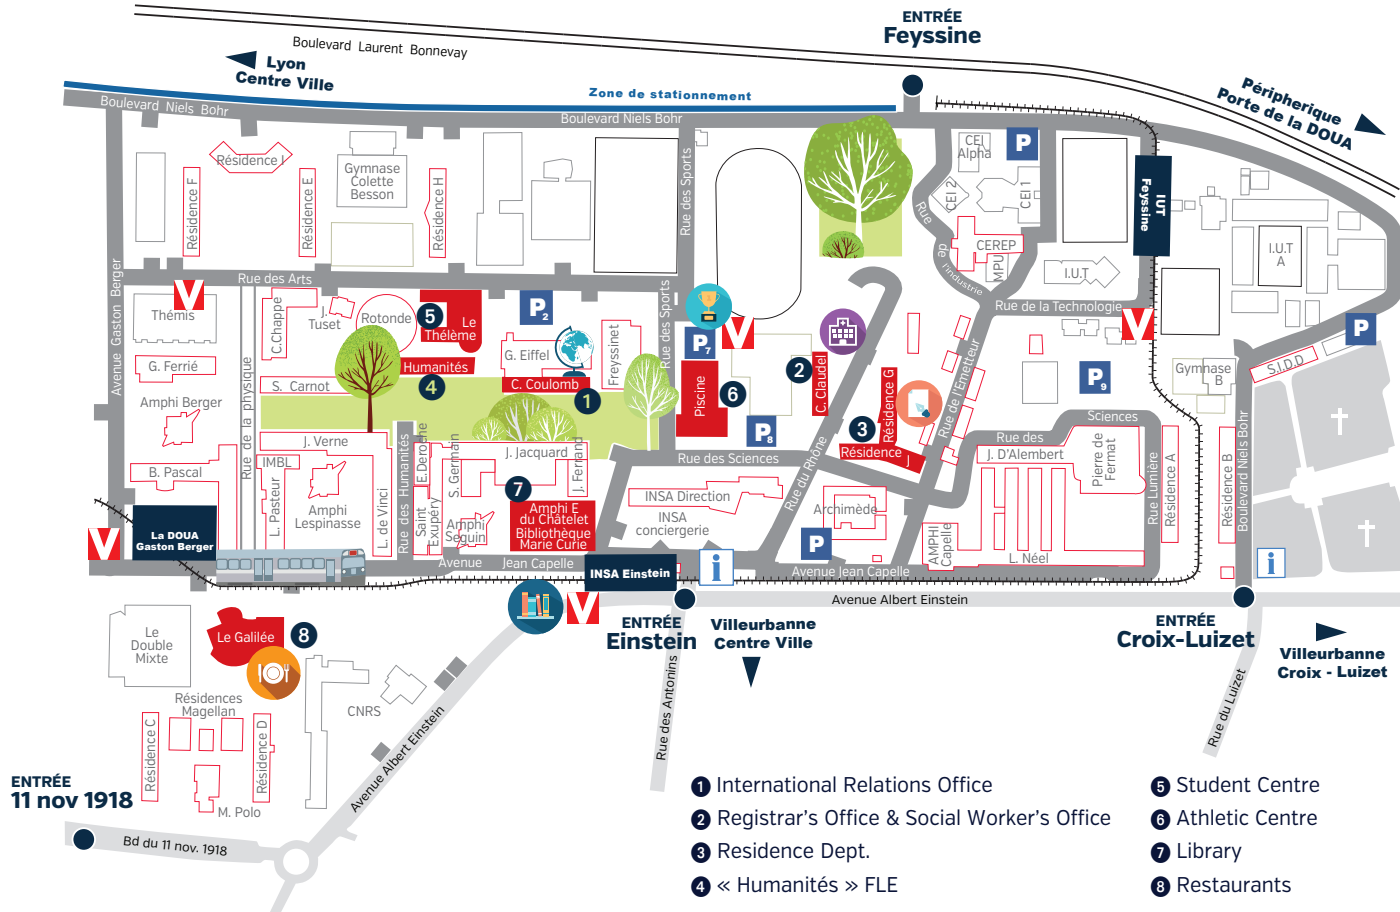 ENTRÉE
Feyssine
Boulevard Laurent Bonnevay
Lyon
Centre Ville
Péripherique
Porte de la DOUA
Zone de stationnement
Boulevard Niels Bohr
Boulevard Niels Bohr
Résidence I
Gymnase
Colette
Besson
Résidence F
Résidence E
Résidence H
Rue des Sports
CEI
Alpha
P
CEI 2
CEI 1
IUT
Feyssine
I.U.T
A
Rue
de
l'industrie
CEREP
MPU
I.U.T
Avenue Gaston Berger
Rue des Arts
Rue des Sports
Rue de la Technologie
Thémis
C.Chappe
J.
Tuset
Rotonde
5
Le
Thélème
P2
G. Eiffel
Freyssinet
P7
P
G. Ferrié
S. Carnot
Humanités
4
C. Coulomb
1
Piscine
6
2
C. Claudel
P9
Gymnase
B
S.I.D.D
Amphi Berger
Rue de la physique
P8
3
Résidence G
Résidence
J
Rue de l'Emetteur
Sciences
Rue des
J. D'Alembert
Pierre de
Fermat
Rue Lumière
Résidence A
Résidence B
Boulevard Niels Bohr
J. Verne
IMBL
B. Pascal
L. Pasteur
Amphi
Lespinasse
L. de Vinci
Rue des Humanités
E.Deroche
Saint
Exupéry
S. Germain
Amphi
Seguin
J. Jacquard
J. Ferrand
7
Amphi E
du Châtelet
Bibliothèque
Marie Curie
Rue des Sciences
Rue du Rhône
INSA Direction
INSA
conciergerie
Archimède
P
AMPHI
Capelle
L. Néel
La DOUA
Gaston Berger
Avenue
Jean Capelle
INSA Einstein
i
Avenue Jean Capelle
i
Avenue Albert Einstein
ENTRÉE
Einstein
Villeurbanne
Centre Ville
ENTRÉE
Croix-Luizet
Villeurbanne
Croix - Luizet
Le
Double
Mixte
Le Galilée
8
Résidences
Magellan
Résidence C
Résidence D
M. Polo
CNRS
Avenue Albert Einstein
Rue des Antonins
Rue du Luizet
ENTRÉE
11 nov 1918
Bd du 11 nov. 1918
1 International Relations Office
2 Registrar's Office & Social Worker's Office
3 Residence Dept.
4 « Humanités » FLE
5 Student Centre
6 Athletic Centre
7 Library
8 Restaurants